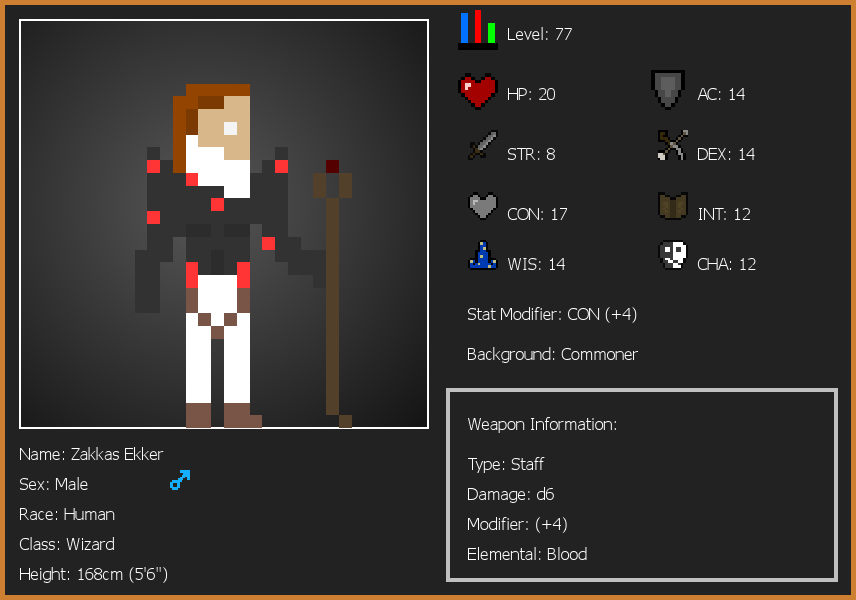 Level: 77
HP: 20
AC: 14
STR: 8
DEX: 14
CON: 17
INT: 12
WIS: 14
CHA: 12
Stat Modifier: CON (+4)
Background: Commoner
Weapon Information:
Type: Staff
Damage: d6
Modifier: (+4)
Elemental: Blood
Name: Zakkas Ekker
Sex: Male
Race: Human
Class: Wizard
Height: 168cm (5'6")